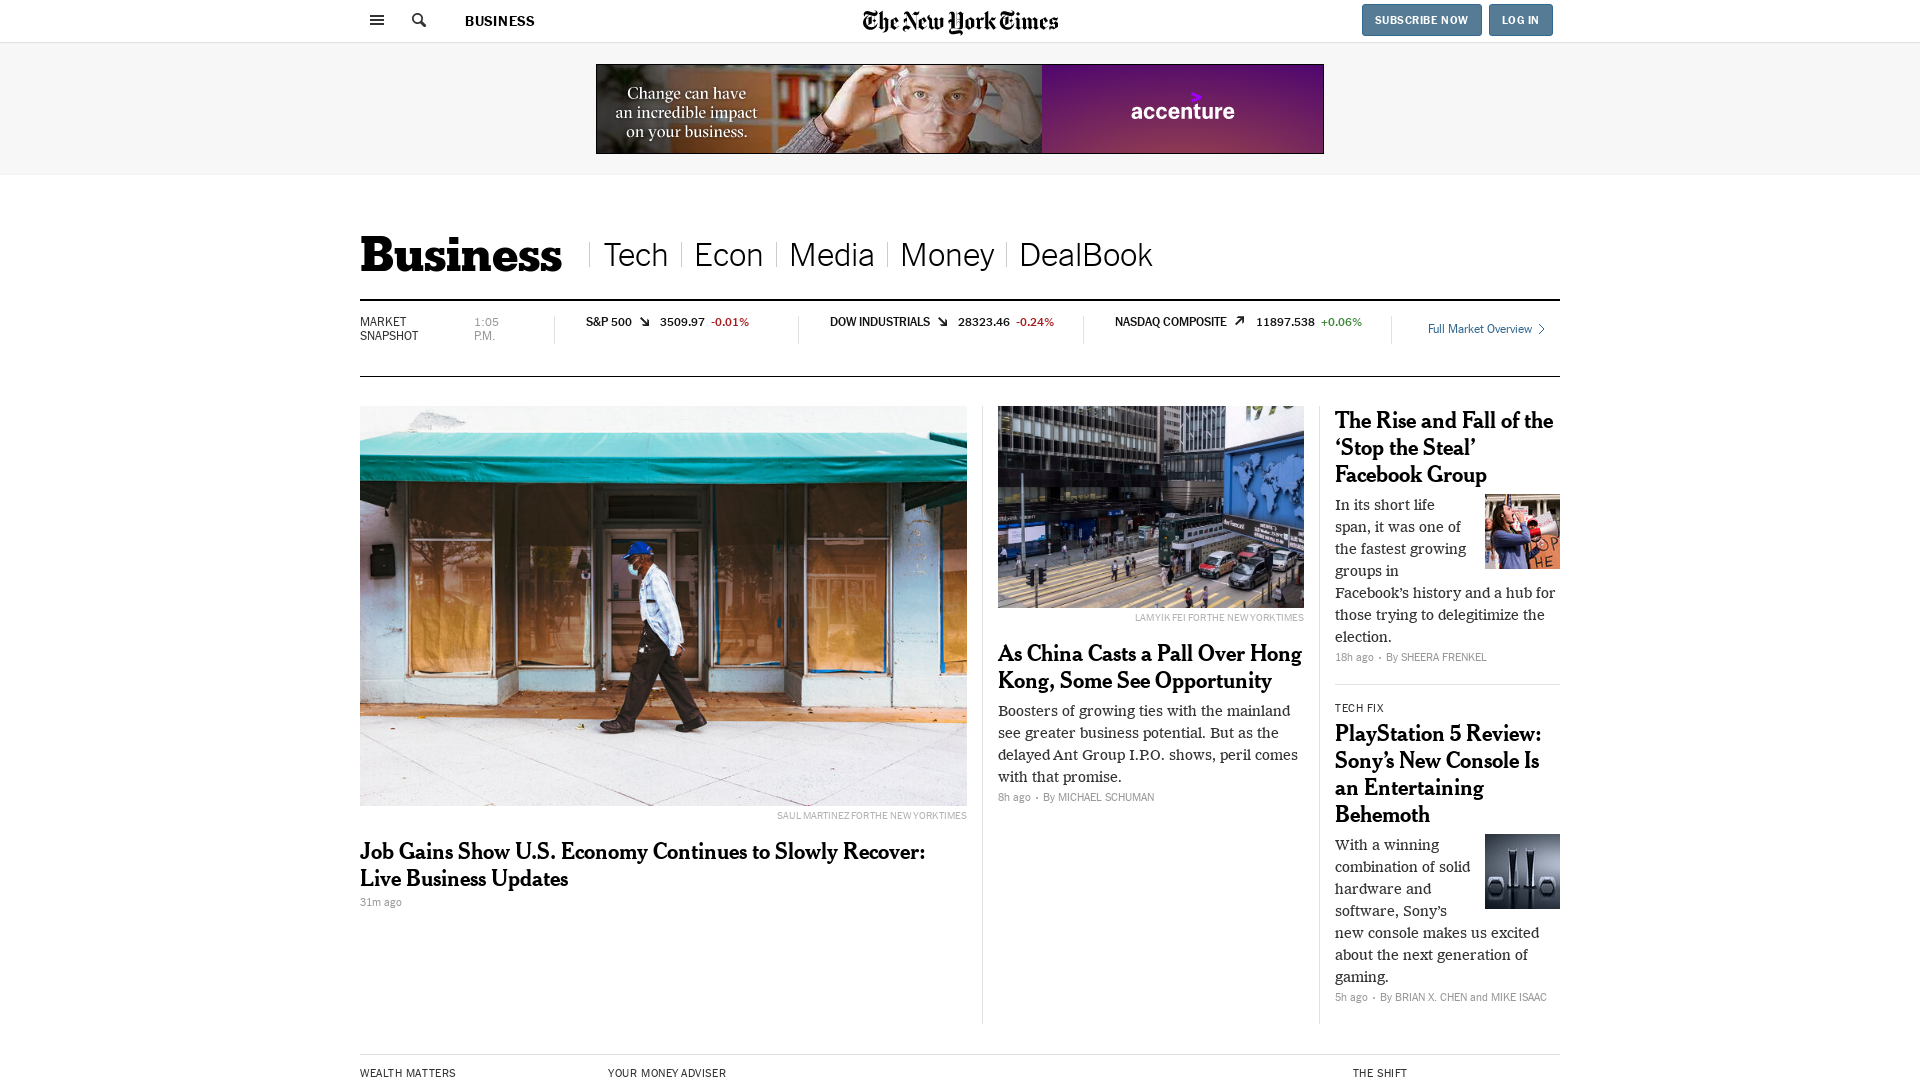 BUSINESS
The New York Times
SUBSCRIBE NOW
LOG IN
Change can have
an incredible impact
on your business.
accenture
Business
Tech
Econ
Media
Money
DealBook
MARKET
SNAPSHOT
1:05
P.M.
S&P 500 3509.97 -0.01%
DOW INDUSTRIALS 28323.46 -0.24%
NASDAQ COMPOSITE 11897.538 +0.06%
Full Market Overview
SAUL MARTINEZ FOR THE NEW YORK TIMES
Job Gains Show U.S. Economy Continues to Slowly Recover:
Live Business Updates
31m ago
LAM YIK FEI FOR THE NEW YORK TIMES
As China Casts a Pall Over Hong
Kong, Some See Opportunity
Boosters of growing ties with the mainland
see greater business potential. But as the
delayed Ant Group I.P.O. shows, peril comes
with that promise.
8h ago • By MICHAEL SCHUMAN
The Rise and Fall of the
‘Stop the Steal’
Facebook Group
In its short life
span, it was one of
the fastest growing
groups in
Facebook’s history and a hub for
those trying to delegitimize the
election.
18h ago • By SHEERA FRENKEL
TECH FIX
PlayStation 5 Review:
Sony’s New Console Is
an Entertaining
Behemoth
With a winning
combination of solid
hardware and
software, Sony’s
new console makes us excited
about the next generation of
gaming.
5h ago • By BRIAN X. CHEN and MIKE ISAAC
WEALTH MATTERS
YOUR MONEY ADVISER
THE SHIFT